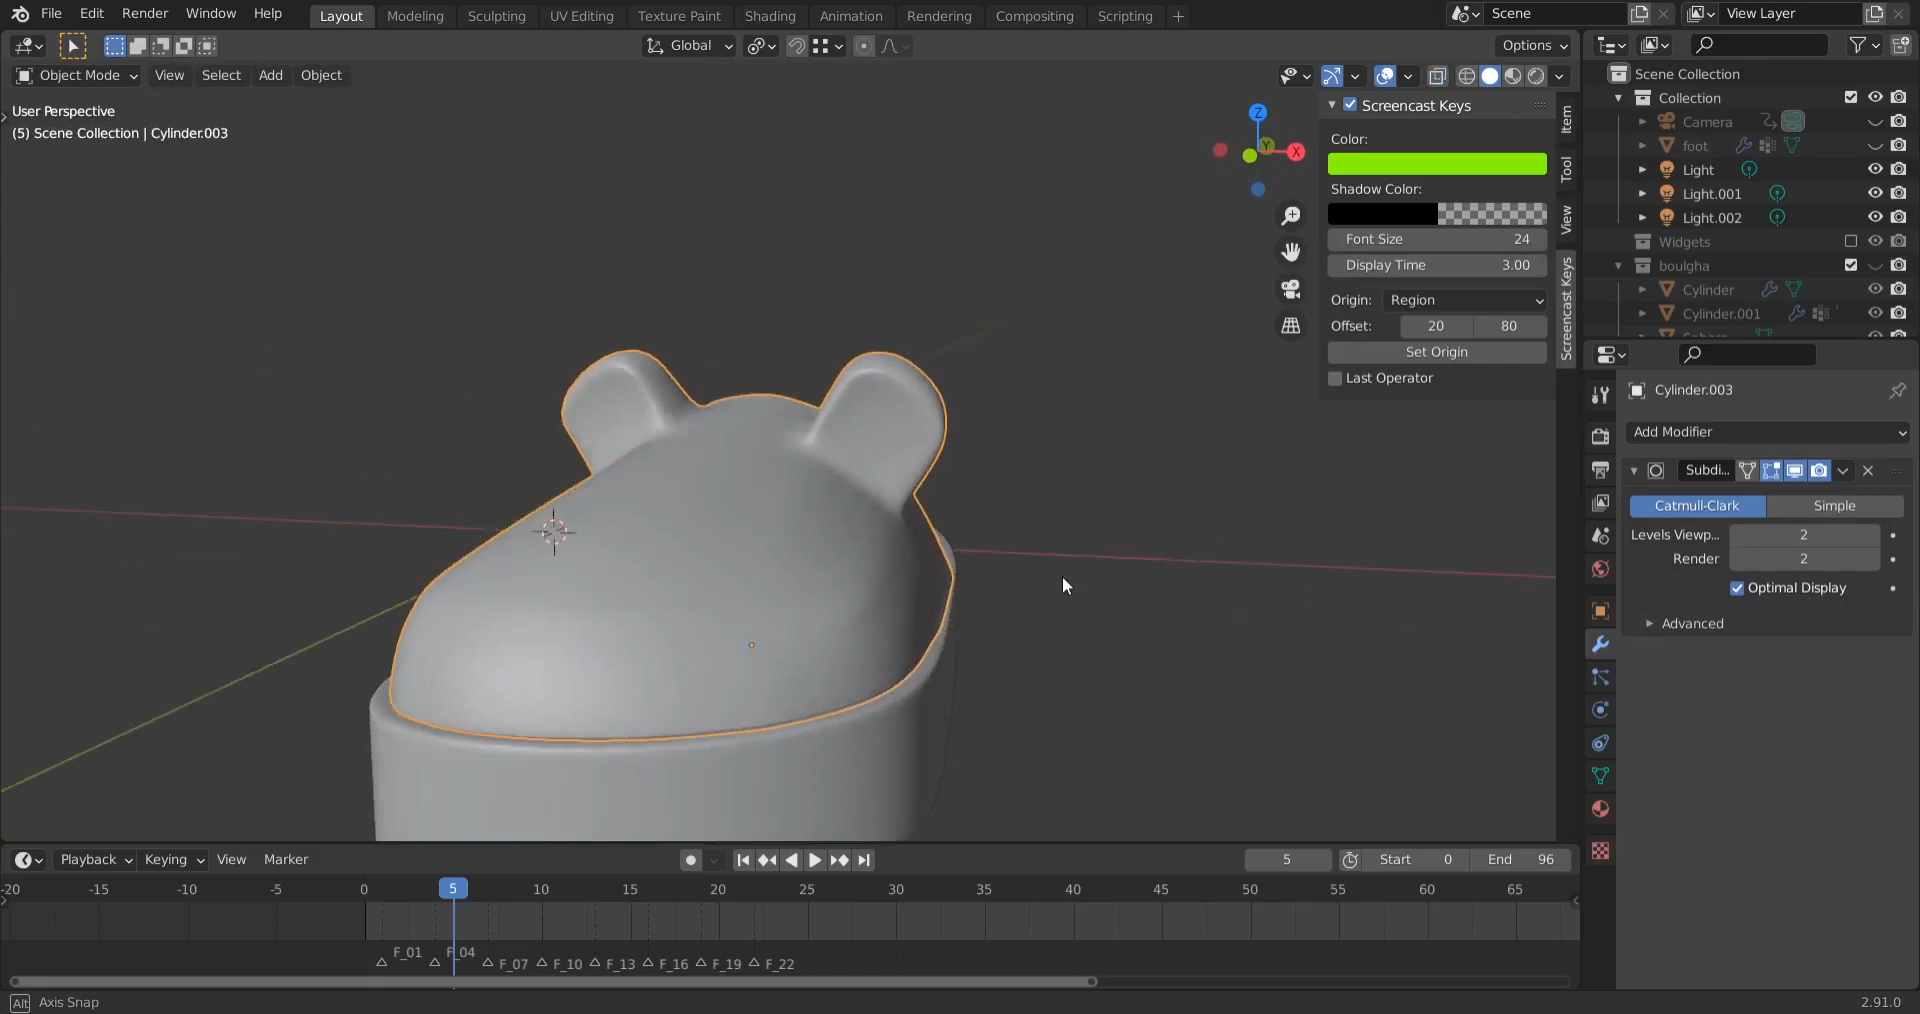 File Edit Render Window Help Layout Modeling Sculpting UV Editing Texture Paint Shading Animation Rendering Compositing Scripting + Scene View Layer
Global Options
Object Mode View Select Add Object
User Perspective
(5) Scene Collection | Cylinder.003
Z
Y
X
Screencast Keys
Color:
Shadow Color:
Font Size 24
Display Time 3.00
Origin: Region
Offset: 20 80
Set Origin
Last Operator
Item
Tool
View
Screencast Keys
Scene Collection
Collection
Camera
foot
Light
Light.001
Light.002
Widgets
boulgha
Cylinder
Cylinder.001
Cylinder.003
Add Modifier
Subdi...
Catmull-Clark Simple
Levels Viewp... 2
Render 2
Optimal Display
Advanced
Playback Keying View Marker 5 Start 0 End 96
-20 -15 -10 -5 0 5 10 15 20 25 30 35 40 45 50 55 60 65
F_01 F_04
F_07 F_10 F_13 F_16 F_19 F_22
Alt Axis Snap 2.91.0